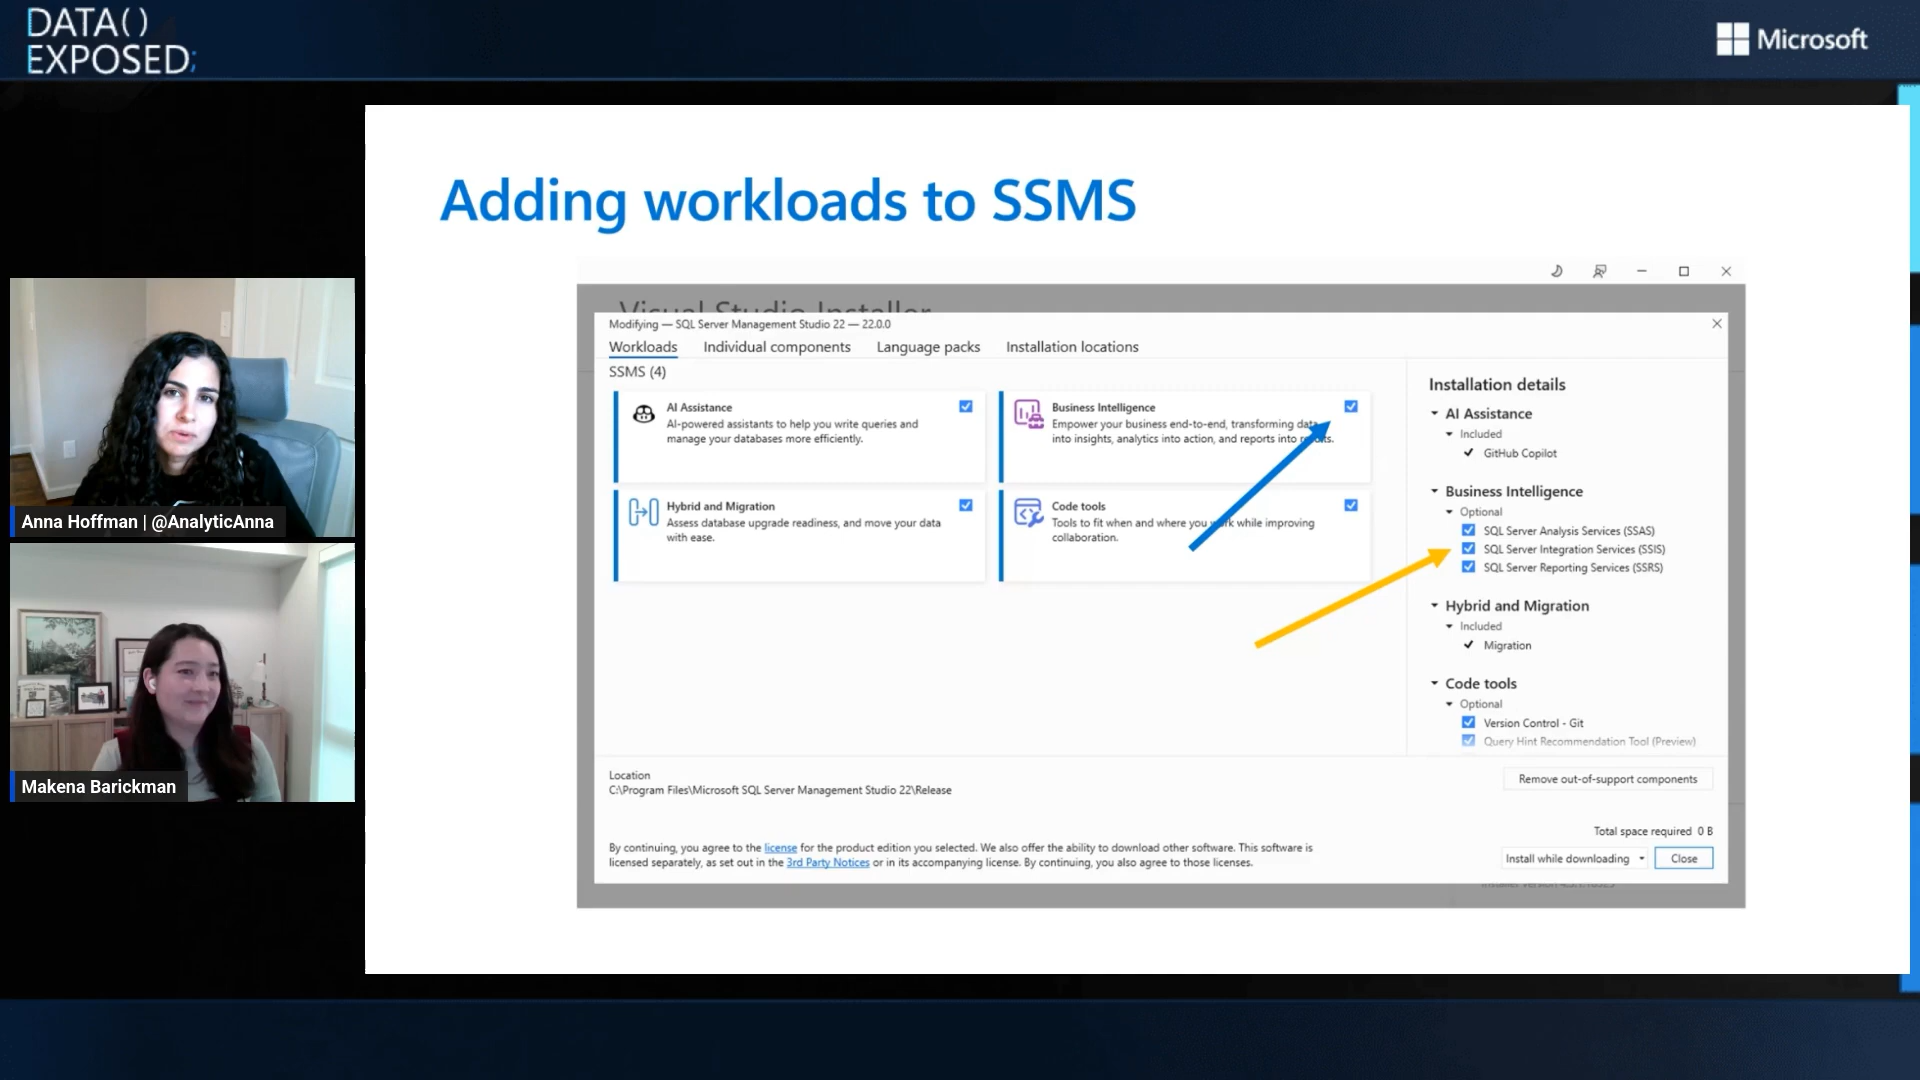 DATA()
EXPOSED;
Microsoft
Adding workloads to SSMS
Visual Studio Installer
Modifying — SQL Server Management Studio 22 — 22.0.0
Workloads
Individual components
Language packs
Installation locations
SSMS (4)
AI Assistance
AI-powered assistants to help you write queries and
manage your databases more efficiently.
Business Intelligence
Empower your business end-to-end, transforming data
into insights, analytics into action, and reports into results.
Hybrid and Migration
Assess database upgrade readiness, and move your data
with ease.
Code tools
Tools to fit when and where you work while improving
collaboration.
Installation details
AI Assistance
Included
GitHub Copilot
Business Intelligence
Optional
SQL Server Analysis Services (SSAS)
SQL Server Integration Services (SSIS)
SQL Server Reporting Services (SSRS)
Hybrid and Migration
Included
Migration
Code tools
Optional
Version Control - Git
Query Hint Recommendation Tool (Preview)
Location
C:\Program Files\Microsoft SQL Server Management Studio 22\Release
Remove out-of-support components
Total space required 0 B
By continuing, you agree to the license for the product edition you selected. We also offer the ability to download other software. This software is
licensed separately, as set out in the 3rd Party Notices or in its accompanying license. By continuing, you also agree to those licenses.
Install while downloading
Close
Anna Hoffman | @AnalyticAnna
Makena Barickman